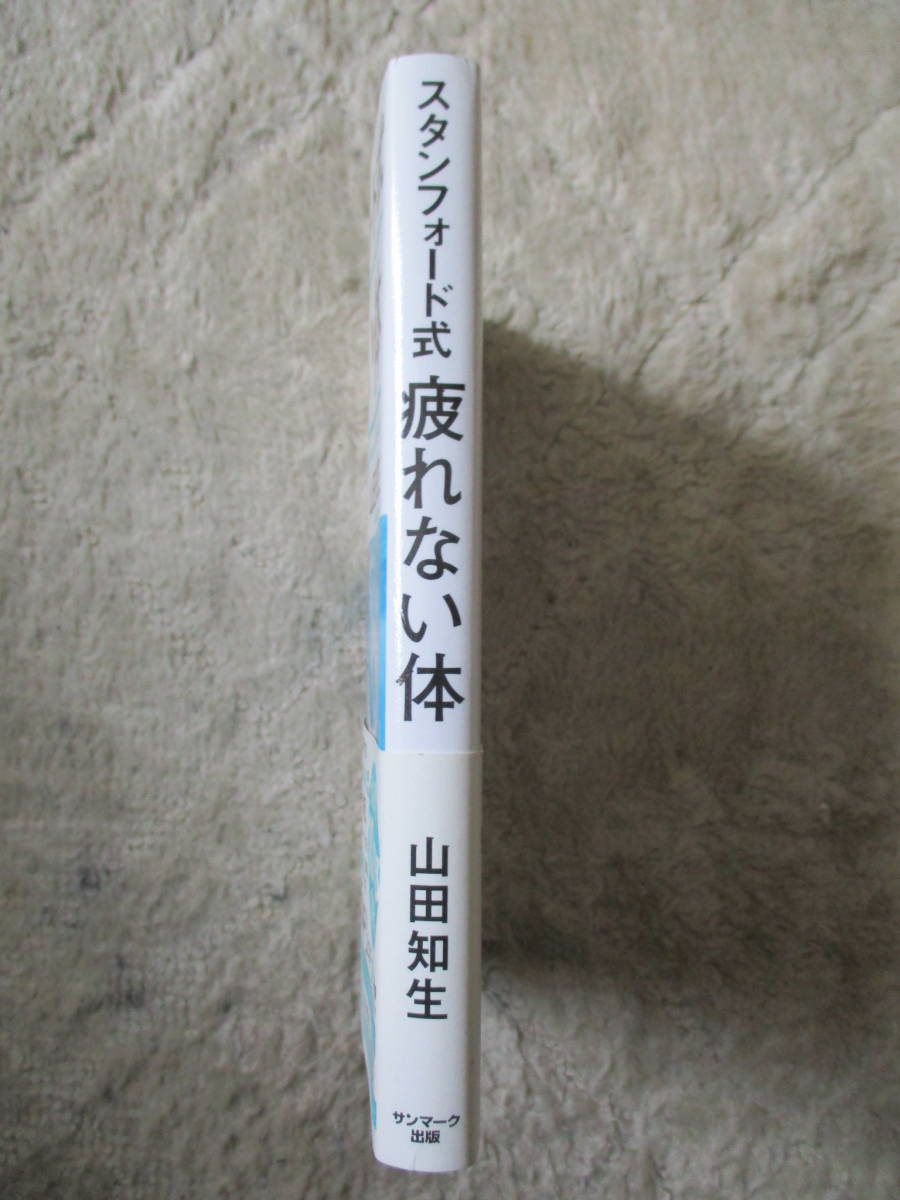 スタンフォード式
疲れない体
山田知生
サンマーク
出版